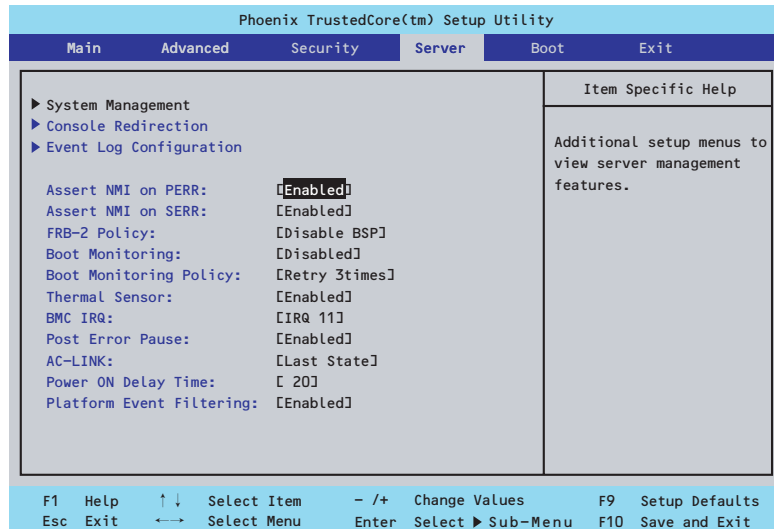 Phoenix TrustedCore(tm) Setup Utility
Main Advanced Security Server Boot Exit
Item Specific Help
▶ System Management
▶ Console Redirection
▶ Event Log Configuration
Additional setup menus to
view server management
features.
Assert NMI on PERR: [Enabled]
Assert NMI on SERR: [Enabled]
FRB-2 Policy: [Disable BSP]
Boot Monitoring: [Disabled]
Boot Monitoring Policy: [Retry 3times]
Thermal Sensor: [Enabled]
BMC IRQ: [IRQ 11]
Post Error Pause: [Enabled]
AC-LINK: [Last State]
Power ON Delay Time: [ 20]
Platform Event Filtering: [Enabled]
F1 Help ↑↓ Select Item - /+ Change Values F9 Setup Defaults
Esc Exit ←→ Select Menu Enter Select ▶ Sub-Menu F10 Save and Exit